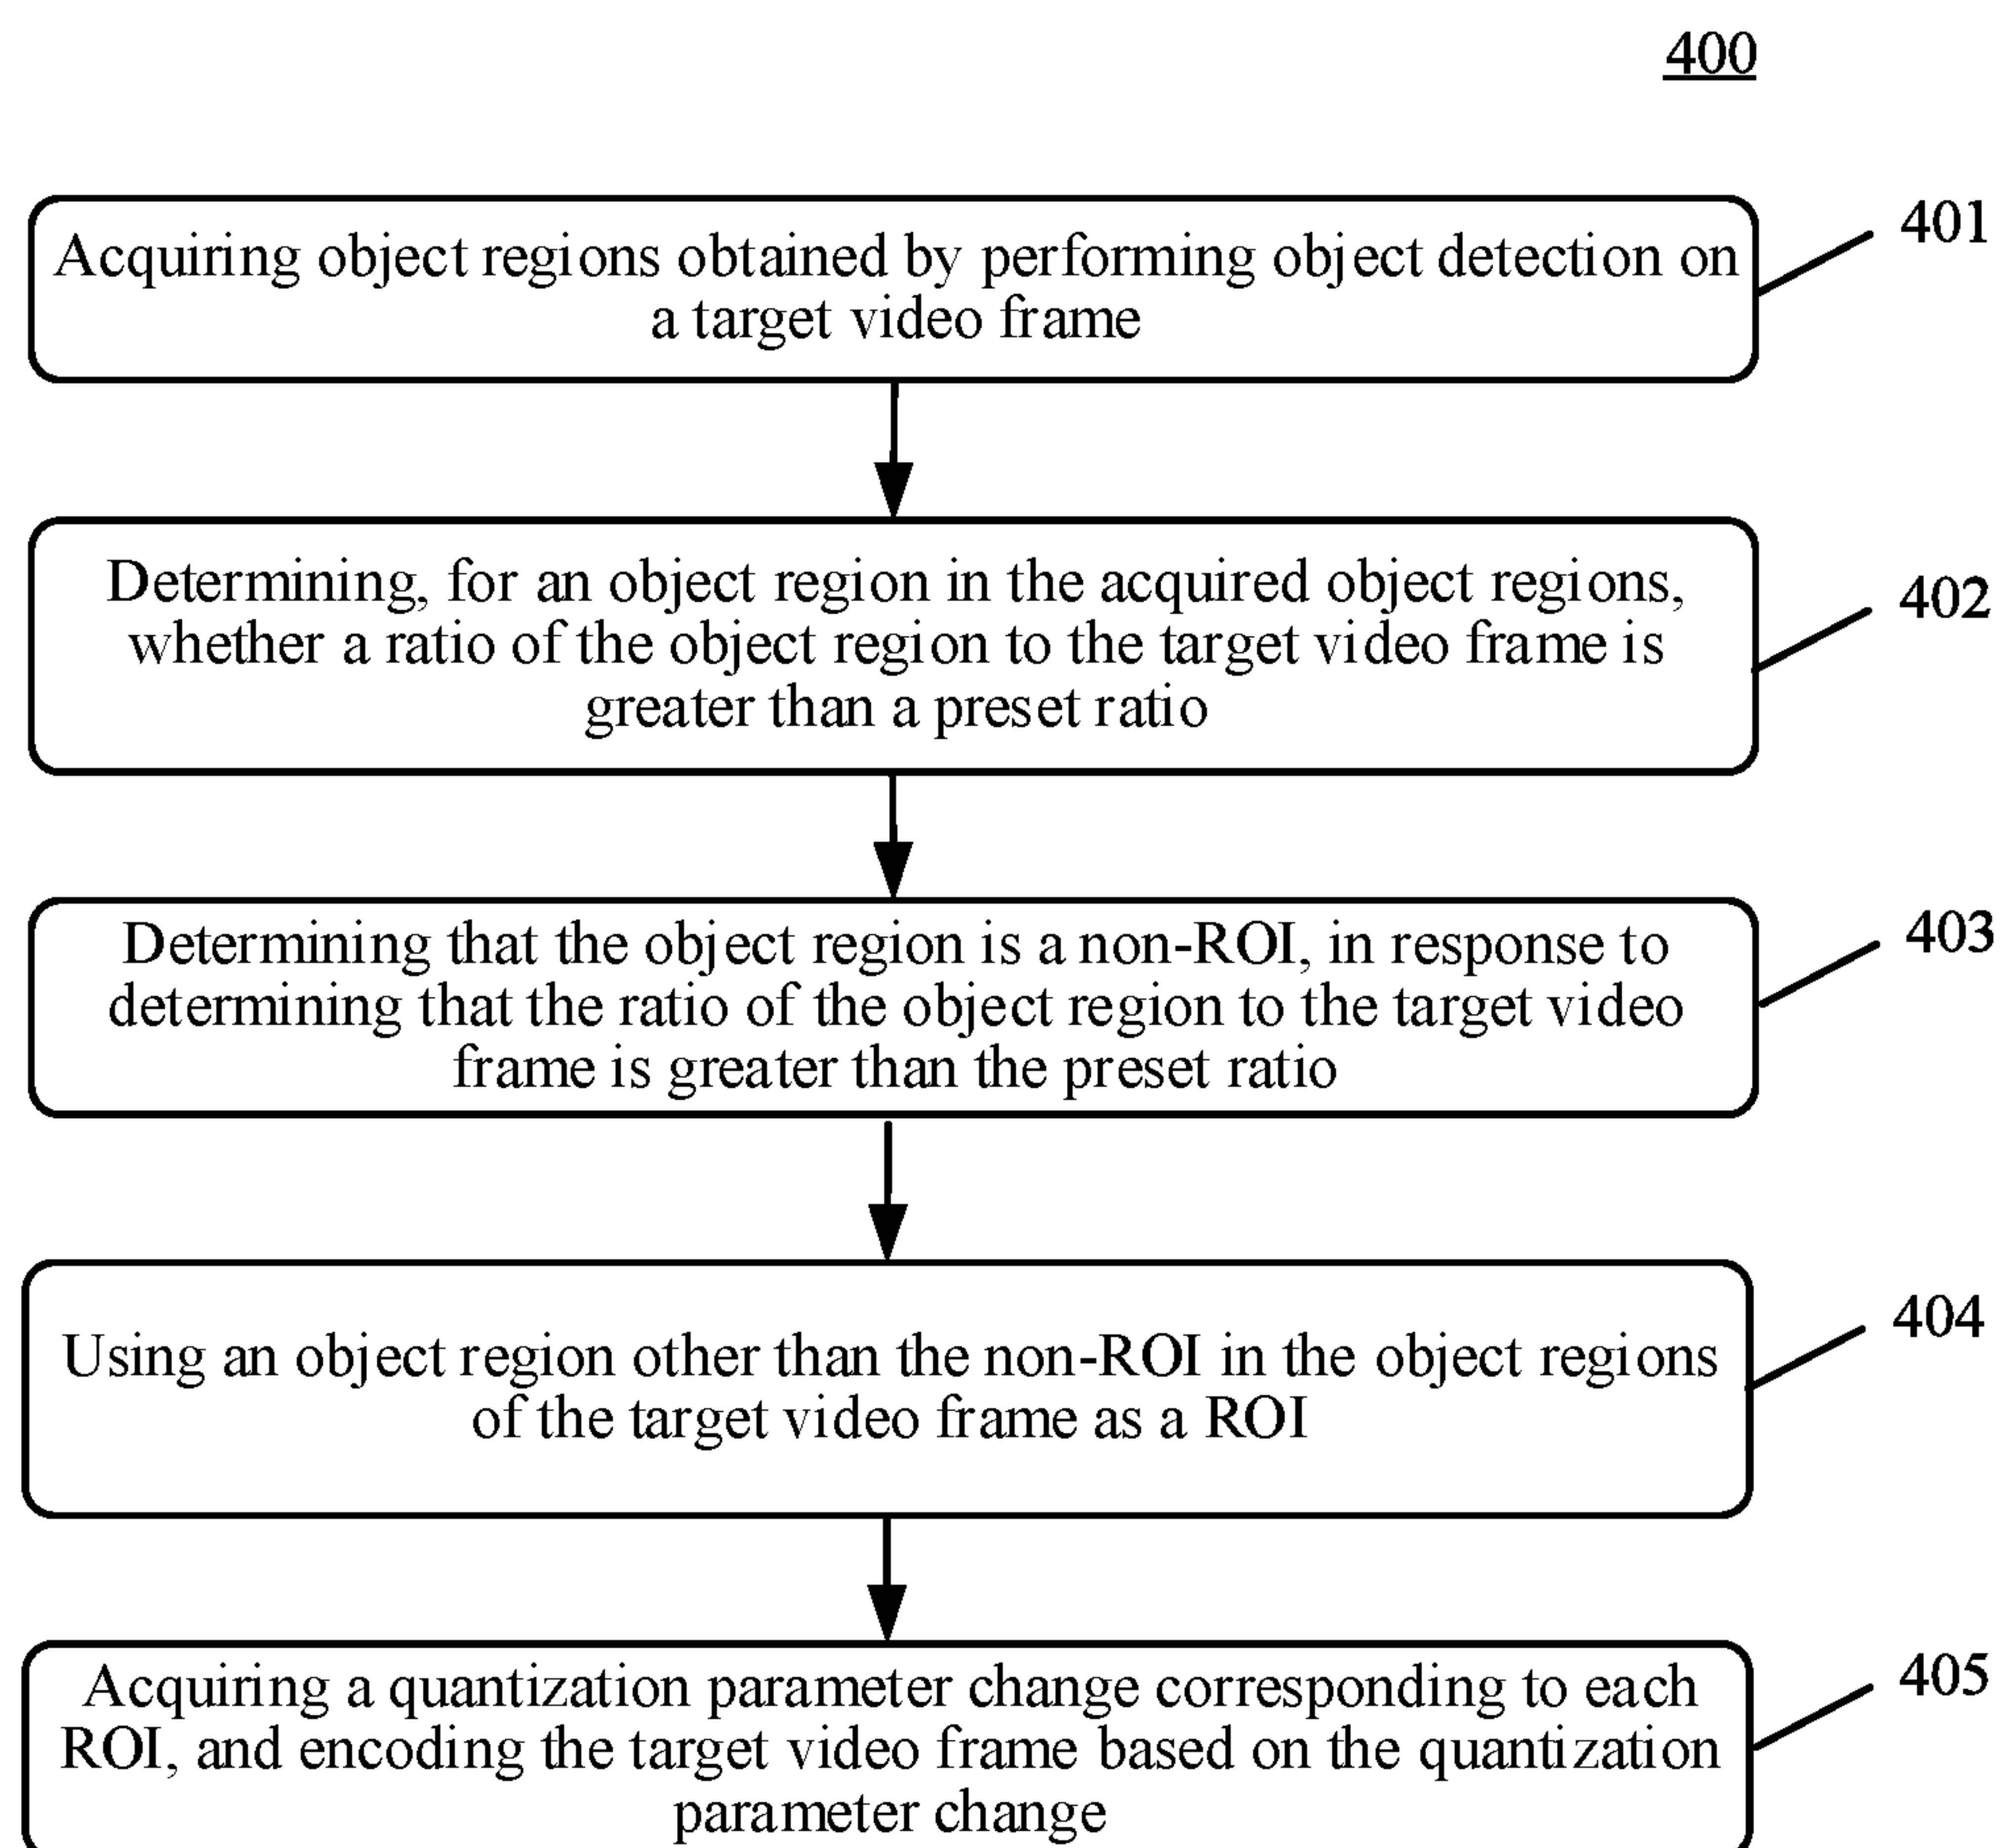 400
Acquiring object regions obtained by performing object detection on
a target video frame
401
Determining, for an object region in the acquired object regions,
whether a ratio of the object region to the target video frame is
greater than a preset ratio
402
Determining that the object region is a non-ROI, in response to
determining that the ratio of the object region to the target video
frame is greater than the preset ratio
403
Using an object region other than the non-ROI in the object regions
of the target video frame as a ROI
404
Acquiring a quantization parameter change corresponding to each
ROI, and encoding the target video frame based on the quantization
parameter change
405